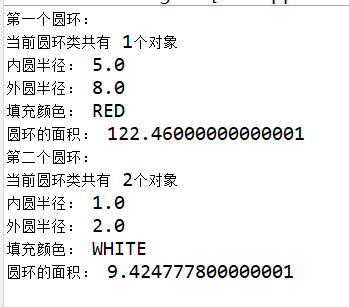 第一个圆环：
当前圆环类共有 1个对象
内圆半径： 5.0
外圆半径： 8.0
填充颜色： RED
圆环的面积： 122.46000000000001
第二个圆环：
当前圆环类共有 2个对象
内圆半径： 1.0
外圆半径： 2.0
填充颜色： WHITE
圆环的面积： 9.424777800000001